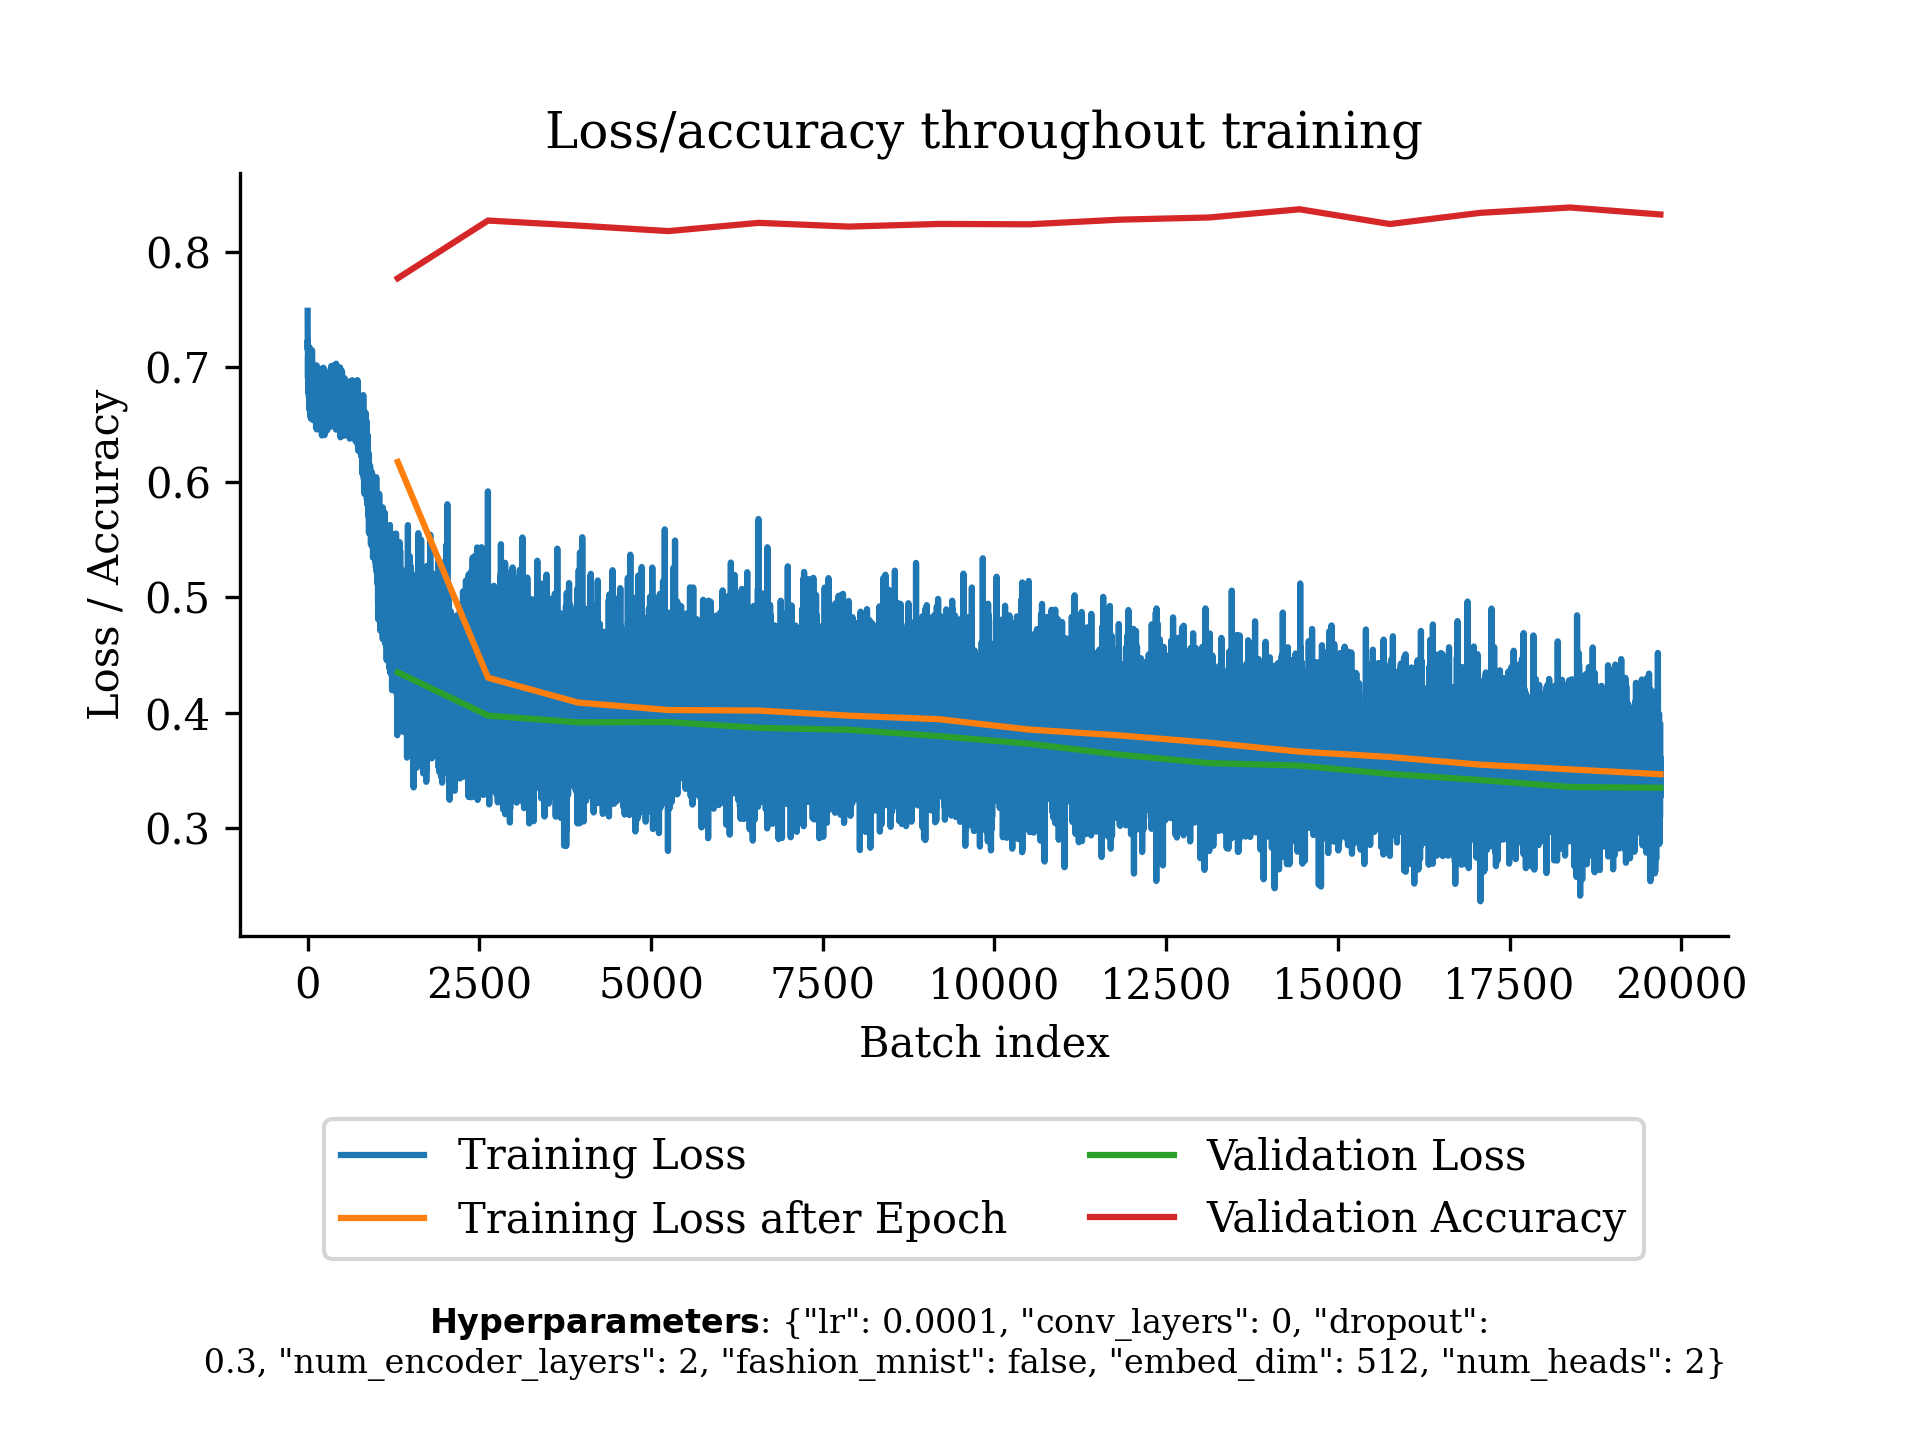 Loss/accuracy throughout training
Loss / Accuracy
0.8
0.7
0.6
0.5
0.4
0.3
0 2500 5000 7500 10000 12500 15000 17500 20000
Batch index
Training Loss
Training Loss after Epoch
Validation Loss
Validation Accuracy
Hyperparameters: {"lr": 0.0001, "conv_layers": 0, "dropout":
0.3, "num_encoder_layers": 2, "fashion_mnist": false, "embed_dim": 512, "num_heads": 2}